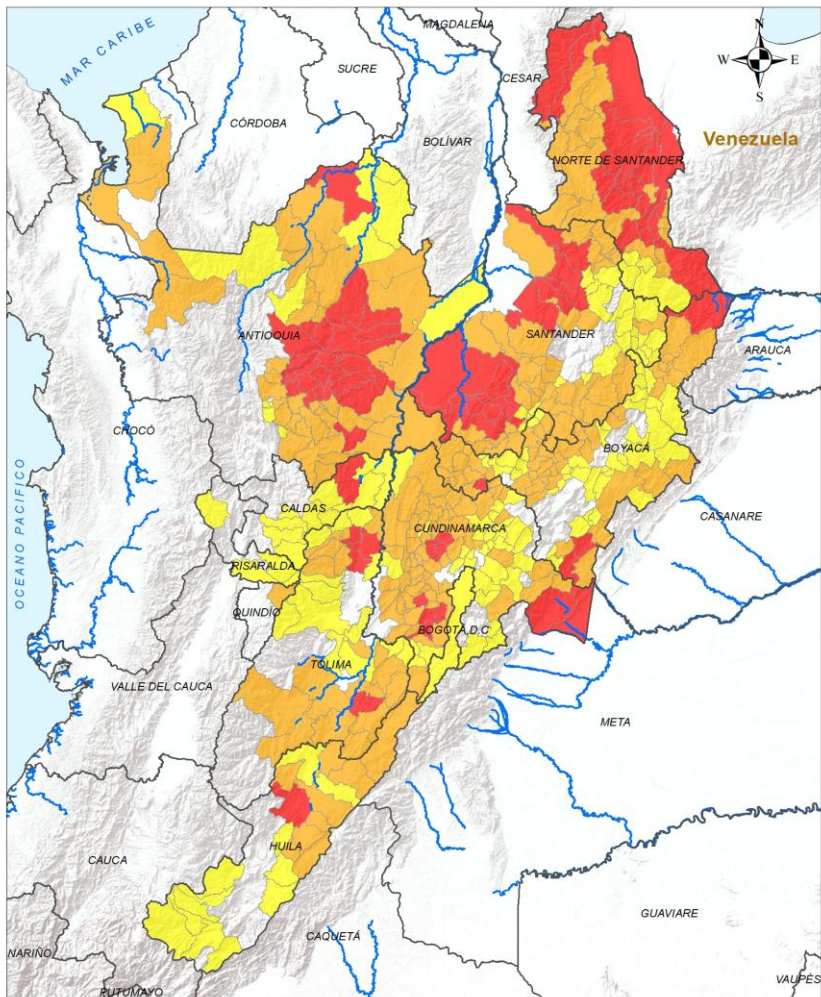 MAGDALENA
N
W E
S
MAR CARIBE
SUCRE
CESAR
CÓRDOBA
BOLÍVAR
Venezuela
NORTE DE SANTANDER
ANTIOQUIA
SANTANDER
ARAUCA
CHOCÓ
BOYACÁ
OCEANO PACIFICO
CALDAS
CASANARE
CUNDINAMARCA
RISARALDA
QUINDÍO
BOGOTÁ,D.C
TOLIMA
VALLE DEL CAUCA
META
HUILA
CAUCA
GUAVIARE
CAQUETÁ
NARIÑO
PUTUMAYO
VAUPÉS